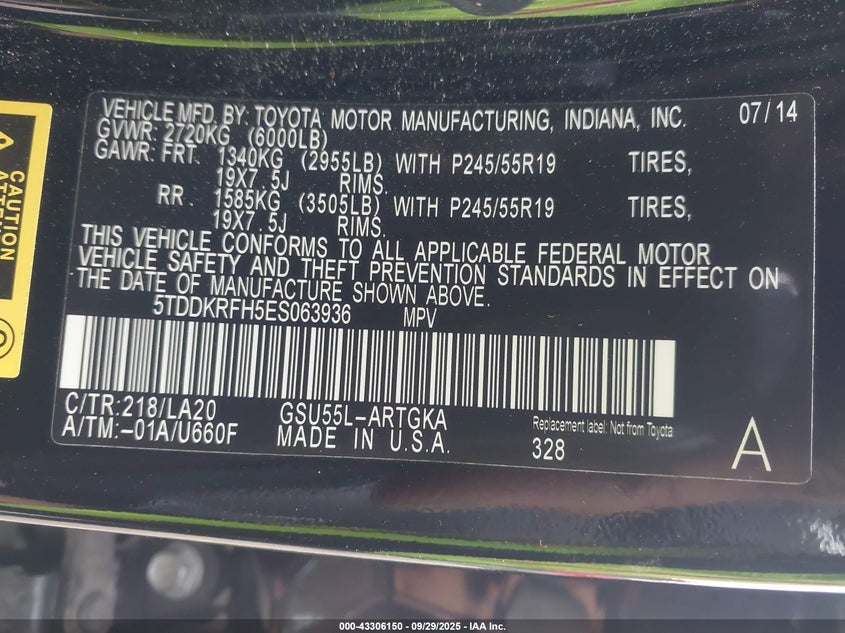 VEHICLE MFD. BY: TOYOTA MOTOR MANUFACTURING, INDIANA, INC. 07/14
GVWR: 2720KG (6000LB)
GAWR: FRT. 1340KG (2955LB) WITH P245/55R19 TIRES,
19X7.5J RIMS.
RR. 1585KG (3505LB) WITH P245/55R19 TIRES,
19X7.5J RIMS.
THIS VEHICLE CONFORMS TO ALL APPLICABLE FEDERAL MOTOR
VEHICLE SAFETY AND THEFT PREVENTION STANDARDS IN EFFECT ON
THE DATE OF MANUFACTURE SHOWN ABOVE.
5TDDKRFH5ES063936 MPV
C/TR:218/LA20 GSU55L-ARTGKA Replacement label: Not from Toyota
A/TM:-01A/U660F MADE IN U.S.A. 328 A
CAUTION
000-43306150 - 09/29/2025 - IAA Inc.